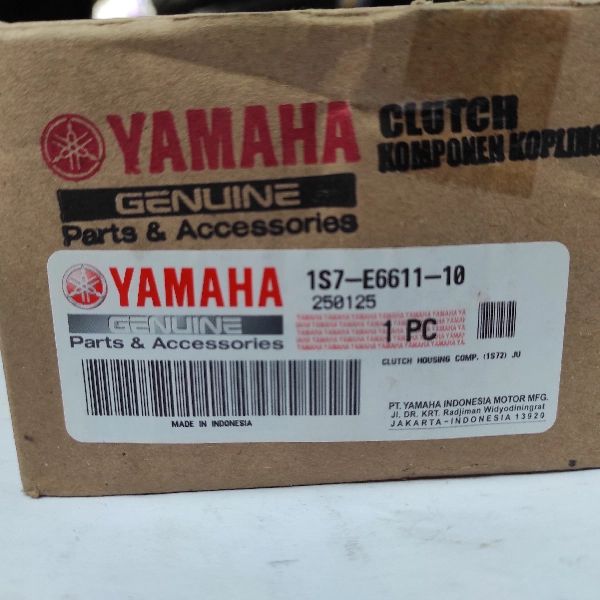 YAMAHA
CLUTCH
KOMPONEN KOPLING
GENUINE
Parts & Accessories
YAMAHA
GENUINE
Parts & Accessories
1S7-E6611-10
250125
1 PC
CLUTCH HOUSING COMP. (1S72) JU
MADE IN INDONESIA
PT. YAMAHA INDONESIA MOTOR MFG.
Jl. DR. KRT. Radjiman Widyodiningrat
JAKARTA-INDONESIA 13920